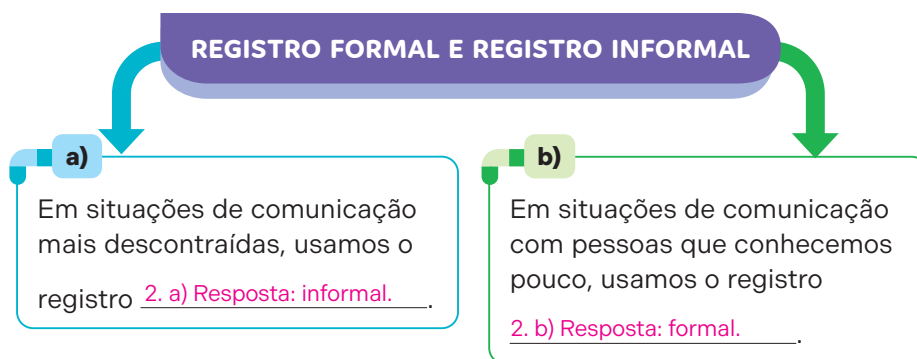 REGISTRO FORMAL E REGISTRO INFORMAL
a)
Em situações de comunicação
mais descontraídas, usamos o
registro 2. a) Resposta: informal.
b)
Em situações de comunicação
com pessoas que conhecemos
pouco, usamos o registro
2. b) Resposta: formal.